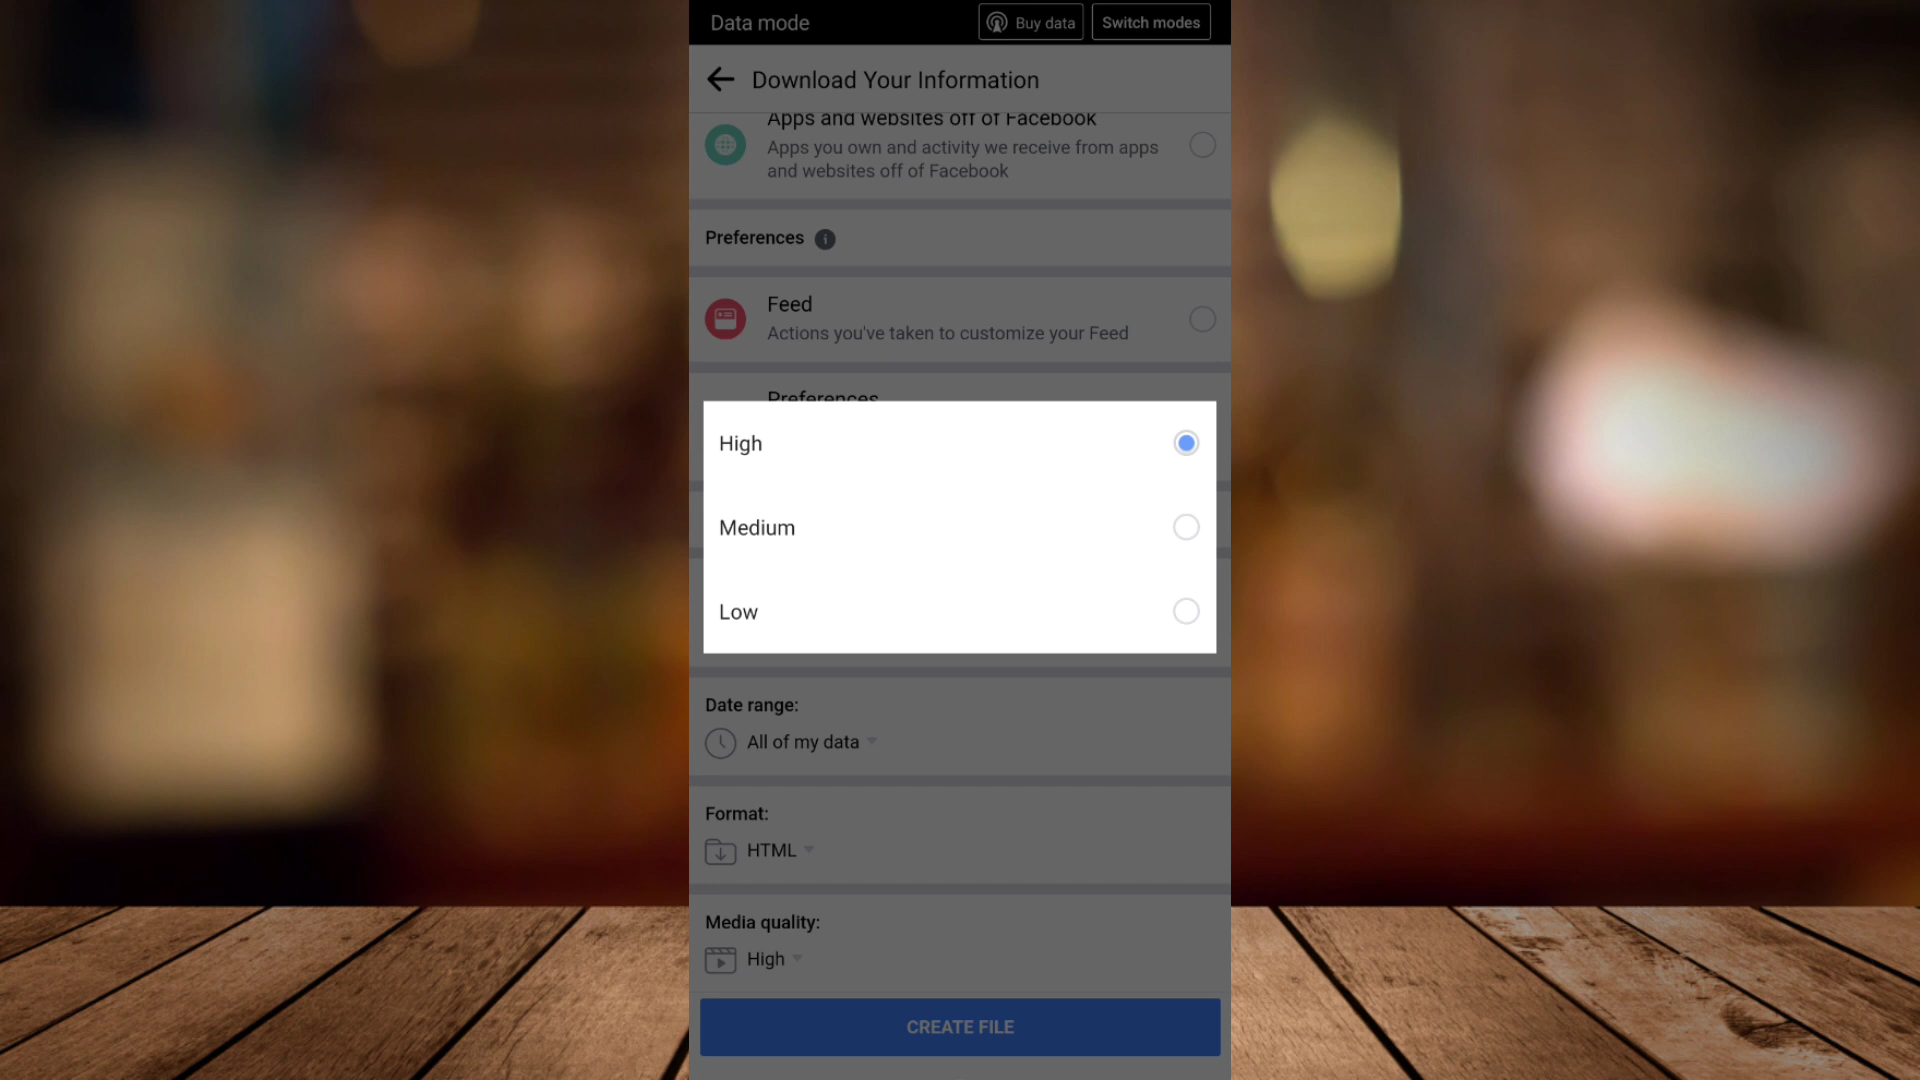 Data mode
Buy data
Switch modes
Download Your Information
Apps and websites off of Facebook
Apps you own and activity we receive from apps
and websites off of Facebook
Preferences
Feed
Actions you've taken to customize your Feed
Preferences
High
Medium
Low
Date range:
All of my data
Format:
HTML
Media quality:
High
CREATE FILE